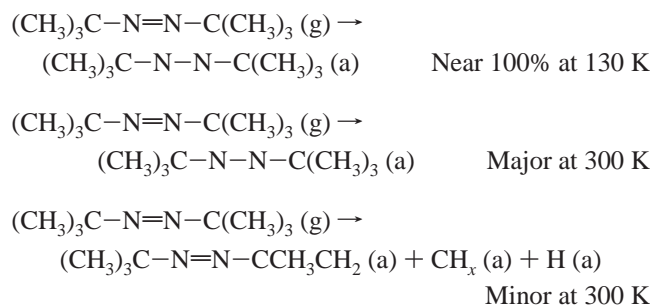 (CH₃)₃C−N=N−C(CH₃)₃ (g) →
(CH₃)₃C−N−N−C(CH₃)₃ (a) Near 100% at 130 K
(CH₃)₃C−N=N−C(CH₃)₃ (g) →
(CH₃)₃C−N−N−C(CH₃)₃ (a) Major at 300 K
(CH₃)₃C−N=N−C(CH₃)₃ (g) →
(CH₃)₃C−N=N−CCH₃CH₂ (a) + CHₓ (a) + H (a)
Minor at 300 K